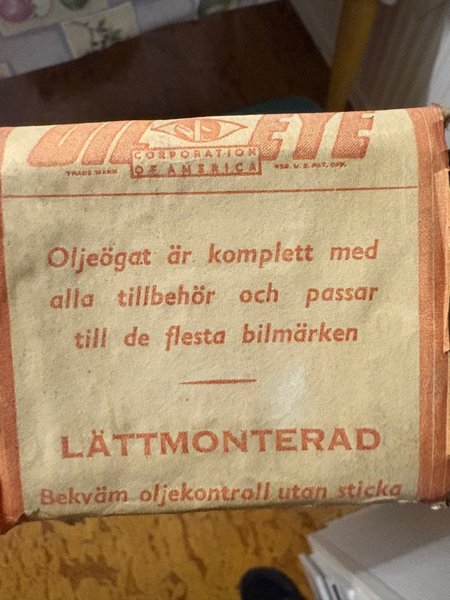 OIL EYE
CORPORATION
OF AMERICA
TRADE MARK
REG. U.S. PAT. OFF.
Oljeögat är komplett med
alla tillbehör och passar
till de flesta bilmärken
LÄTTMONTERAD
Bekväm oljekontroll utan sticka